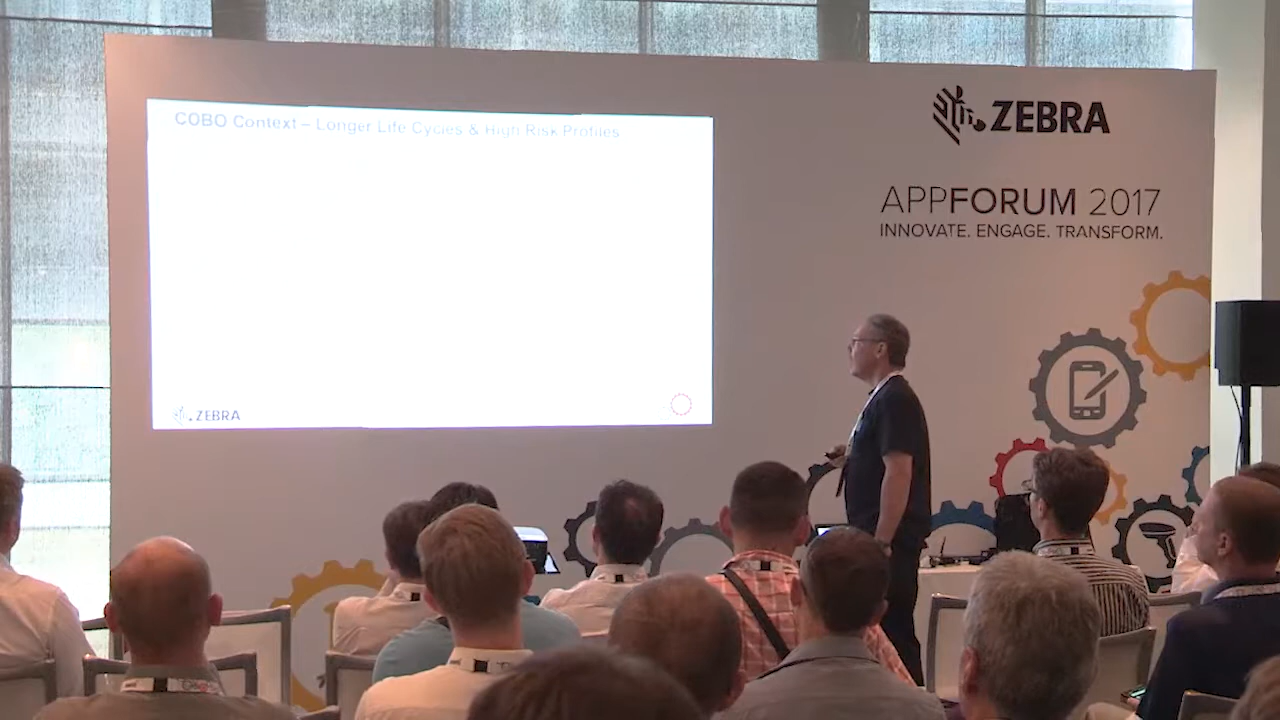 COBO Context – Longer Life Cycles & High Risk Profiles
ZEBRA
ZEBRA
APPFORUM 2017
INNOVATE. ENGAGE. TRANSFORM.